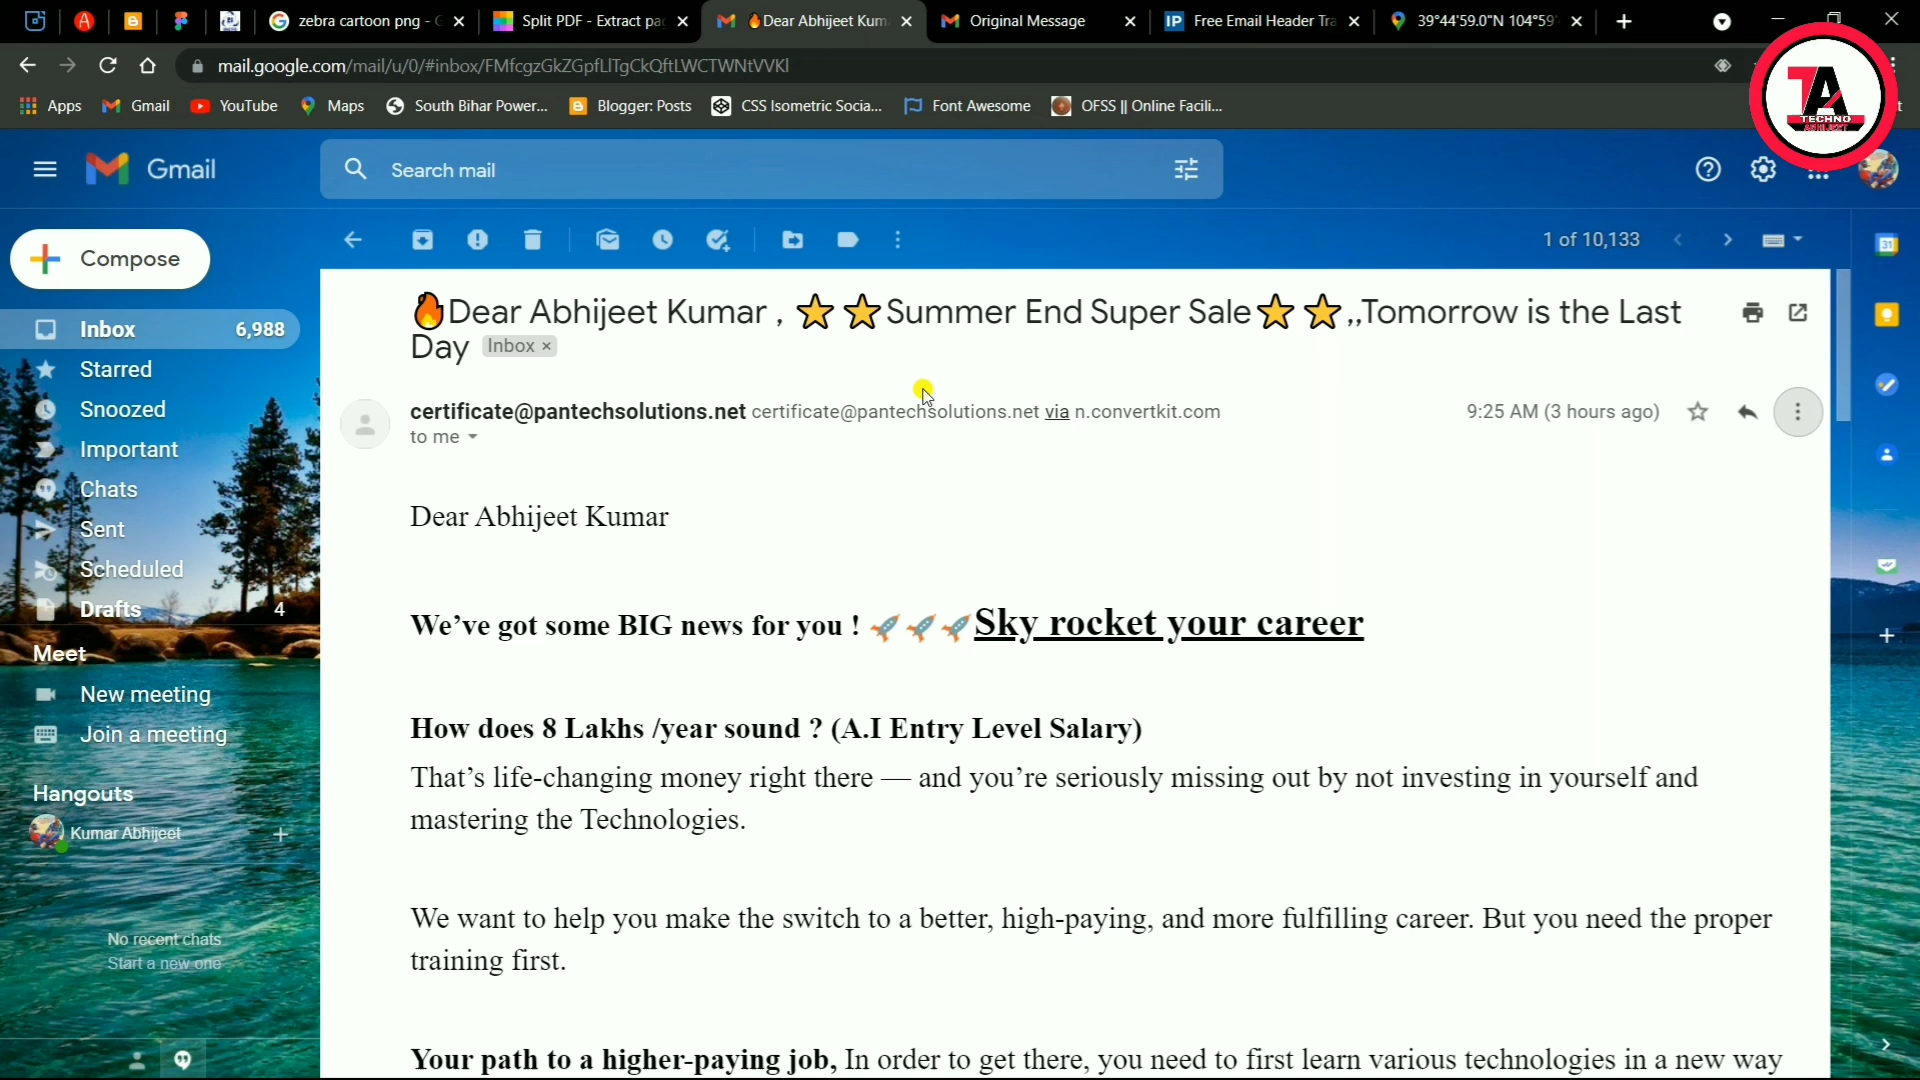 zebra cartoon png - G
Split PDF - Extract pa
🔥Dear Abhijeet Kum
Original Message
IP Free Email Header Tra
39°44'59.0"N 104°59'
mail.google.com/mail/u/0/#inbox/FMfcgzGkZGpfLlTgCkQftLWCTWNtVVKl
Apps
Gmail
YouTube
Maps
South Bihar Power...
Blogger: Posts
CSS Isometric Socia...
Font Awesome
OFSS || Online Facili...
TA
TECHNO
ABHIJEET
Gmail
Search mail
Compose
1 of 10,133
31
Inbox 6,988
Starred
Snoozed
Important
Chats
Sent
Scheduled
Drafts 4
Meet
New meeting
Join a meeting
Hangouts
Kumar Abhijeet
No recent chats
Start a new one
🔥Dear Abhijeet Kumar , ⭐⭐Summer End Super Sale⭐⭐,,Tomorrow is the Last
Day Inbox ×
certificate@pantechsolutions.net certificate@pantechsolutions.net via n.convertkit.com
9:25 AM (3 hours ago)
to me
Dear Abhijeet Kumar
We’ve got some BIG news for you ! 🚀🚀🚀Sky rocket your career
How does 8 Lakhs /year sound ? (A.I Entry Level Salary)
That’s life-changing money right there — and you’re seriously missing out by not investing in yourself and
mastering the Technologies.
We want to help you make the switch to a better, high-paying, and more fulfilling career. But you need the proper
training first.
Your path to a higher-paying job, In order to get there, you need to first learn various technologies in a new way